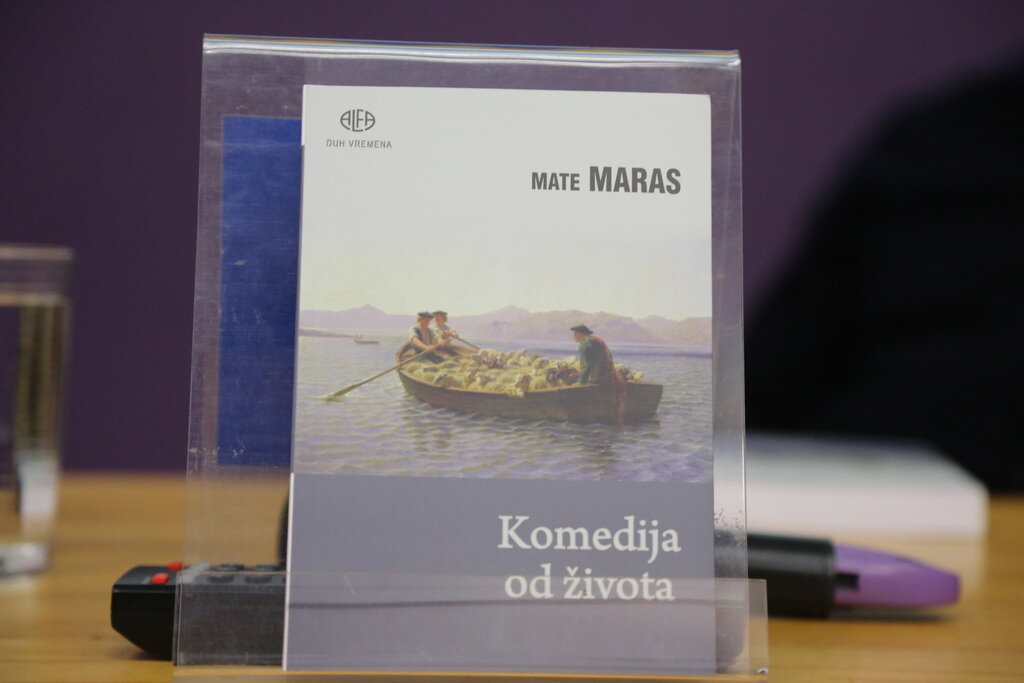 ALFA
DUH VREMENA
MATE MARAS
Komedija
od života